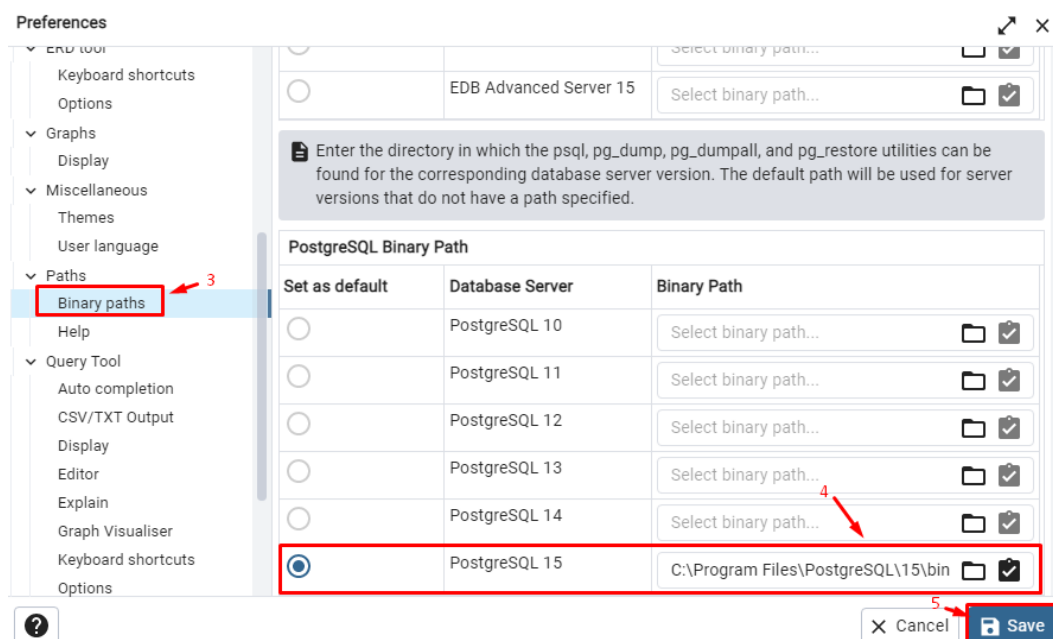 Preferences
ERD tool
Keyboard shortcuts
Options
Graphs
Display
Miscellaneous
Themes
User language
Paths
3
Binary paths
Help
Query Tool
Auto completion
CSV/TXT Output
Display
Editor
Explain
Graph Visualiser
Keyboard shortcuts
Options
Select binary path...
EDB Advanced Server 15 Select binary path...
Enter the directory in which the psql, pg_dump, pg_dumpall, and pg_restore utilities can be
found for the corresponding database server version. The default path will be used for server
versions that do not have a path specified.
PostgreSQL Binary Path
Set as default Database Server Binary Path
PostgreSQL 10 Select binary path...
PostgreSQL 11 Select binary path...
PostgreSQL 12 Select binary path...
PostgreSQL 13 Select binary path...
4
PostgreSQL 14 Select binary path...
PostgreSQL 15 C:\Program Files\PostgreSQL\15\bin
5
? Cancel Save